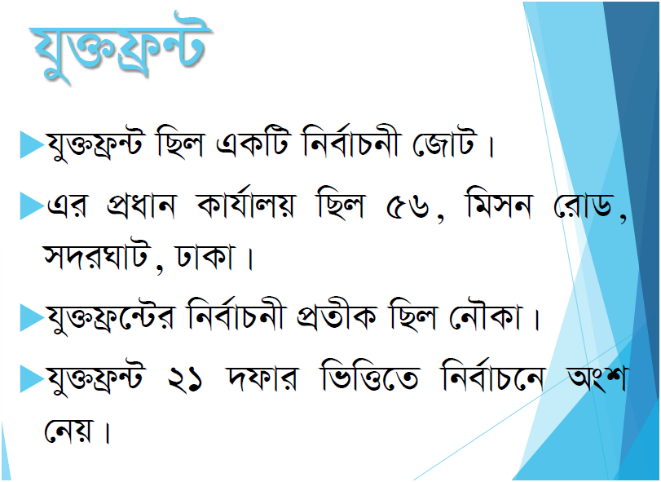 যুক্তফ্রন্ট
যুক্তফ্রন্ট ছিল একটি নির্বাচনী জোট।
এর প্রধান কার্যালয় ছিল ৫৬, মিসন রোড,
সদরঘাট, ঢাকা।
যুক্তফ্রন্টের নির্বাচনী প্রতীক ছিল নৌকা।
যুক্তফ্রন্ট ২১ দফার ভিত্তিতে নির্বাচনে অংশ
নেয়।